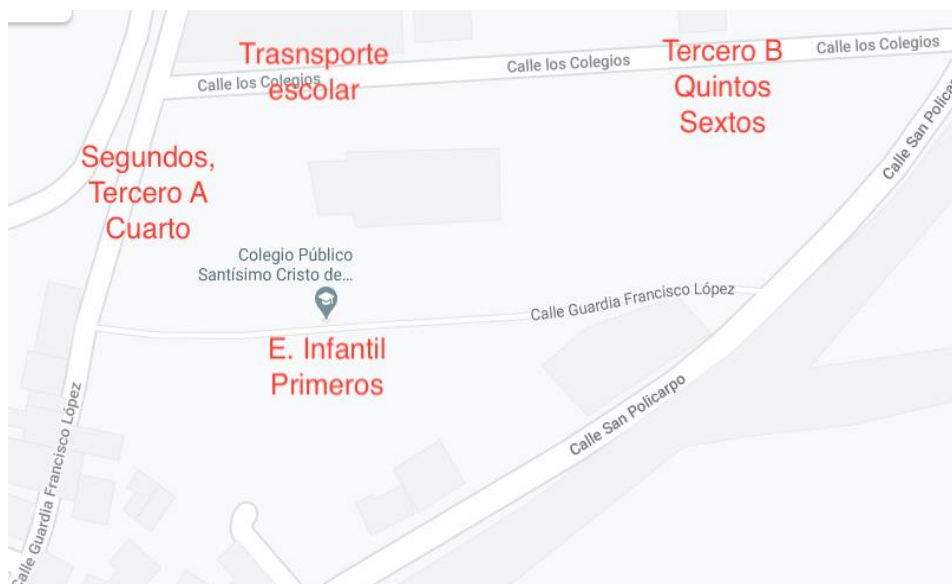 Trasnsporte
escolar
Calle los Colegios
Calle los Colegios
Tercero B
Quintos
Sextos
Calle los Colegios
Calle San Policarpo
Segundos,
Tercero A
Cuarto
Colegio Público
Santísimo Cristo de...
Calle Guardia Francisco López
E. Infantil
Primeros
Calle San Policarpo
Calle Guardia Francisco López